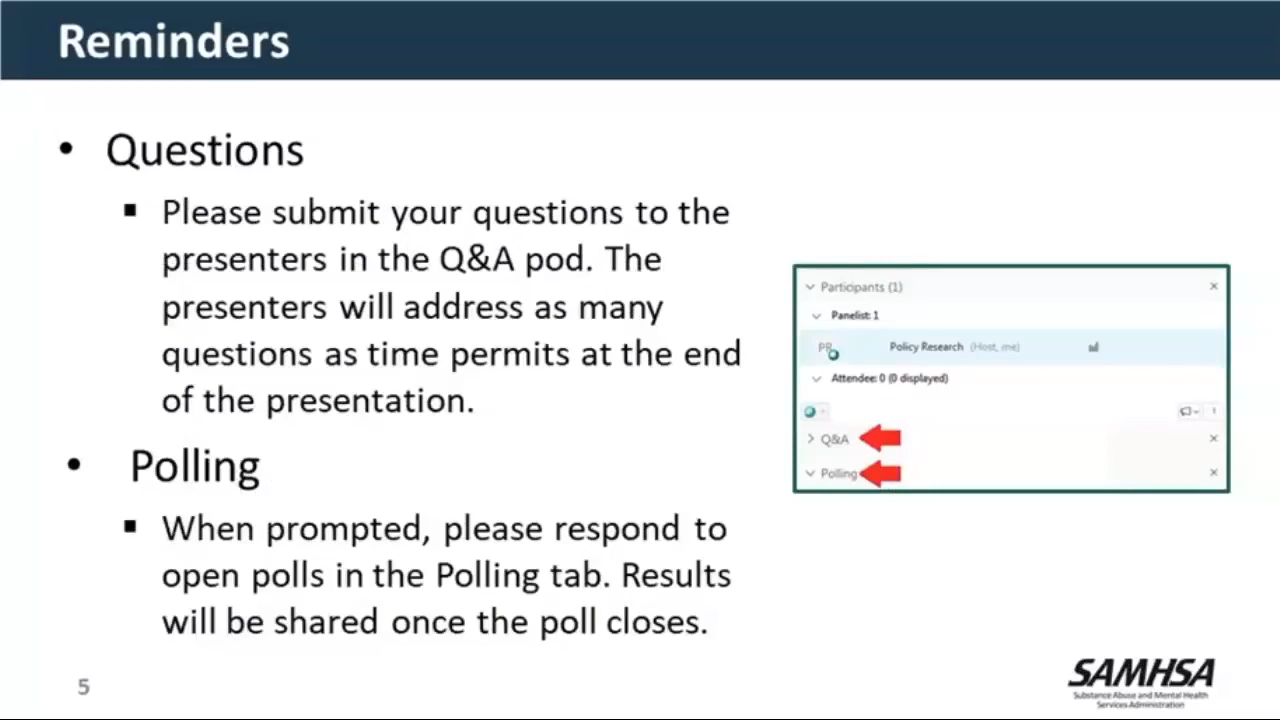 Reminders
• Questions
▪ Please submit your questions to the
presenters in the Q&A pod. The
presenters will address as many
questions as time permits at the end
of the presentation.
• Polling
▪ When prompted, please respond to
open polls in the Polling tab. Results
will be shared once the poll closes.
Participants (1)
Panelist: 1
PR
Policy Research (Host, me)
Attendee: 0 (0 displayed)
Q&A
Polling
5
SAMHSA
Substance Abuse and Mental Health
Services Administration